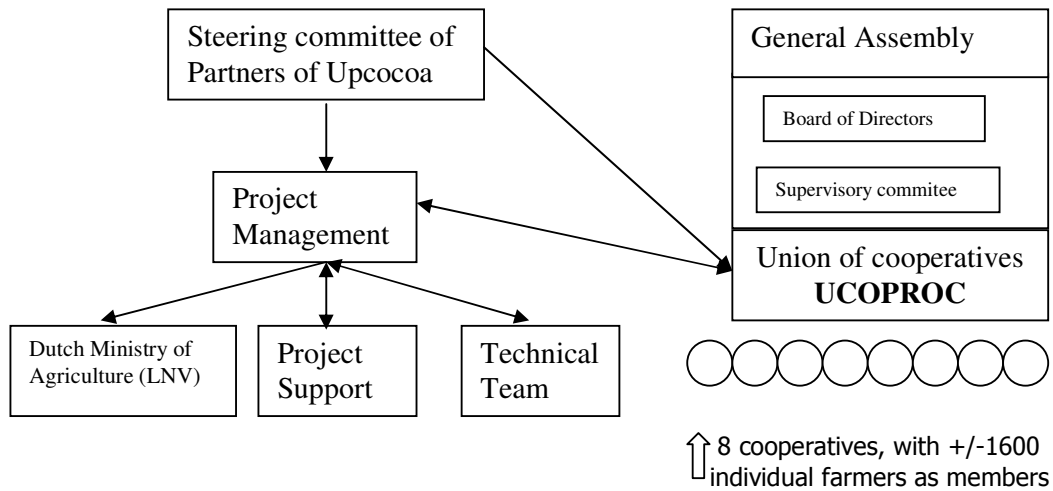 Steering committee of
Partners of Upcocoa
General Assembly
Board of Directors
Supervisory commitee
Project
Management
Union of cooperatives
UCOPROC
Dutch Ministry of
Agriculture (LNV)
Project
Support
Technical
Team
8 cooperatives, with +/-1600
individual farmers as members